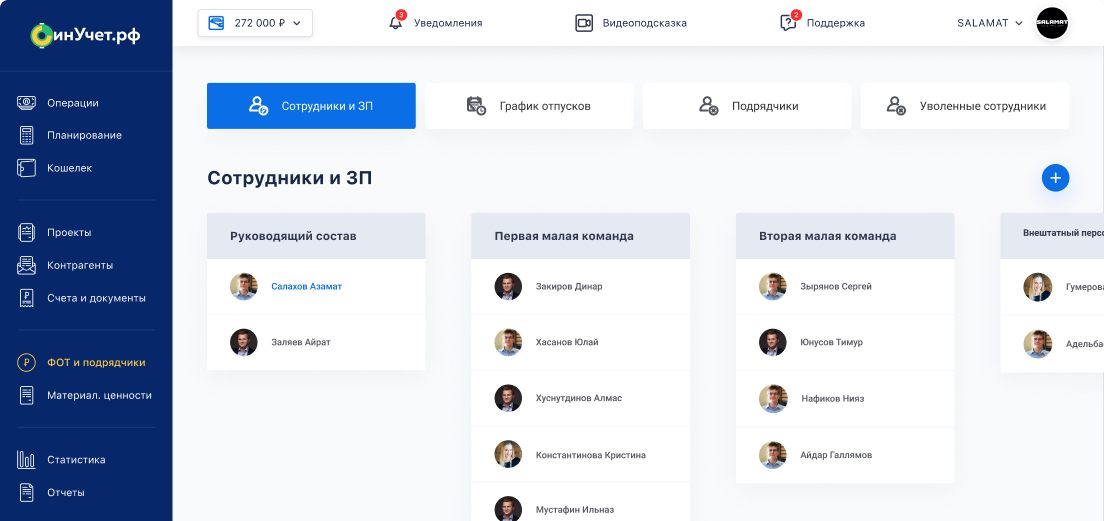 финУчет.рф
272 000 ₽
3
Уведомления
Видеоподсказка
2
Поддержка
SALAMAT
SALAMAT
Операции
Планирование
Кошелек
Проекты
Контрагенты
Счета и документы
ФОТ и подрядчики
Материал. ценности
Статистика
Отчеты
Сотрудники и ЗП
График отпусков
Подрядчики
Уволенные сотрудники
Сотрудники и ЗП
Руководящий состав
Салахов Азамат
Заляев Айрат
Первая малая команда
Закиров Динар
Хасанов Юлай
Хуснутдинов Алмас
Константинова Кристина
Мустафин Ильназ
Вторая малая команда
Зырянов Сергей
Юнусов Тимур
Нафиков Нияз
Айдар Галлямов
Внештатный персо
Гумерова
Адельба